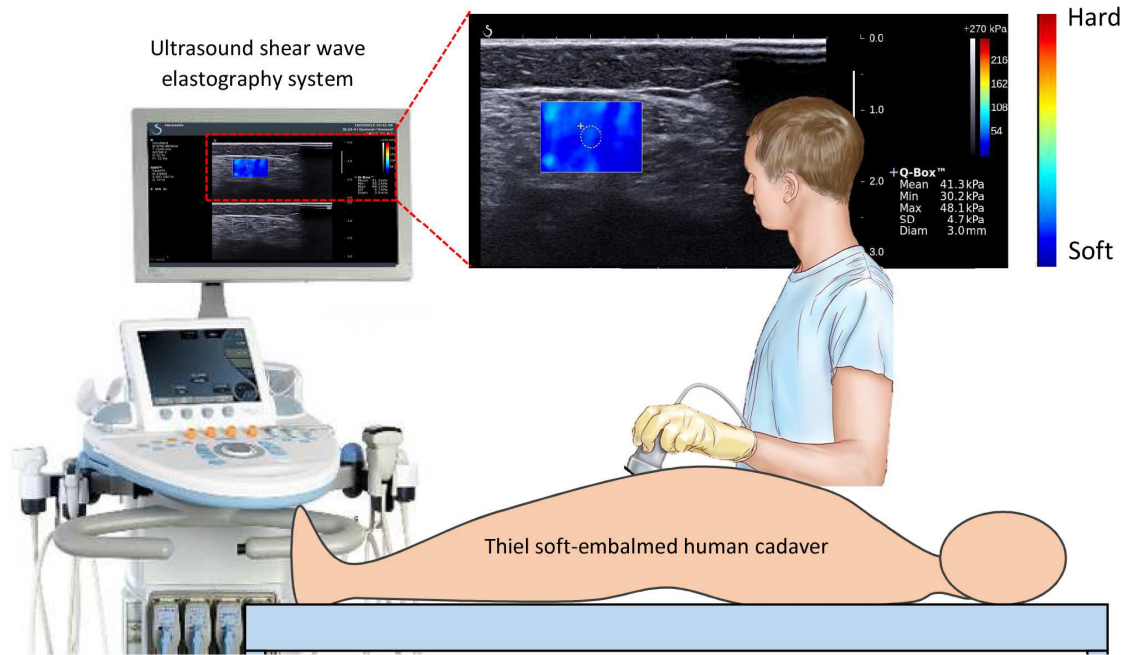 Ultrasound shear wave
elastography system
0.0
1.0
2.0
3.0
+270 kPa
216
162
108
54
+Q-Box™
Mean 41.3 kPa
Min 30.2 kPa
Max 48.1 kPa
SD 4.7 kPa
Diam 3.0 mm
Hard
Soft
Thiel soft-embalmed human cadaver